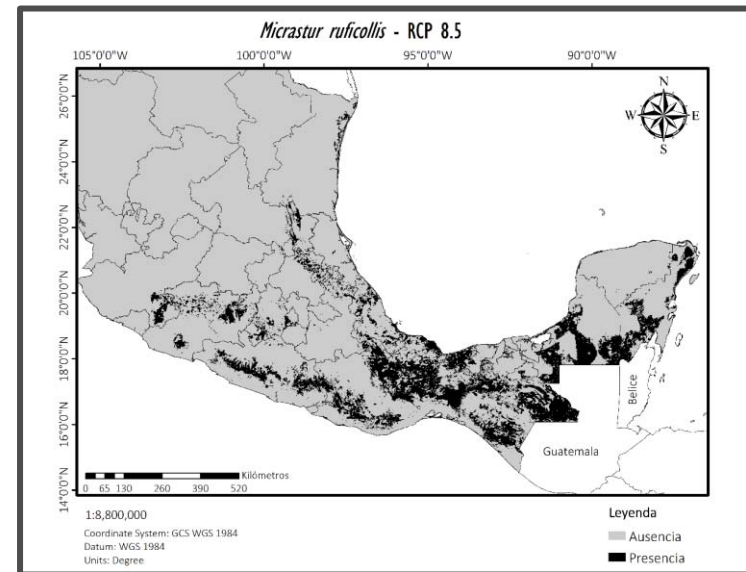 Micrastur ruficollis - RCP 8.5
105°0'0"W 100°0'0"W 95°0'0"W 90°0'0"W
26°0'0"N
24°0'0"N
22°0'0"N
20°0'0"N
18°0'0"N
16°0'0"N
14°0'0"N
N
W E
S
Belice
Guatemala
Kilómetros
0 65 130 260 390 520
1:8,800,000
Coordinate System: GCS WGS 1984
Datum: WGS 1984
Units: Degree
Leyenda
Ausencia
Presencia